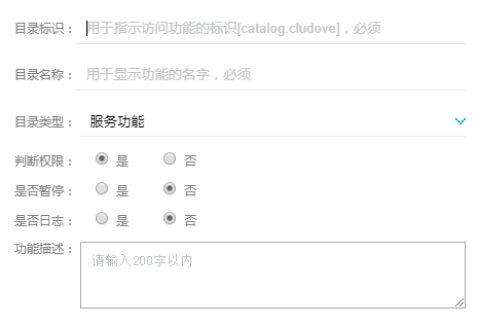 目录标识： 用于指示访问功能的标识[catalog.cludove]，必须
目录名称： 用于显示功能的名字，必须
目录类型： 服务功能
判断权限： 是 否
是否暂停： 是 否
是否日志： 是 否
功能描述： 请输入200字以内